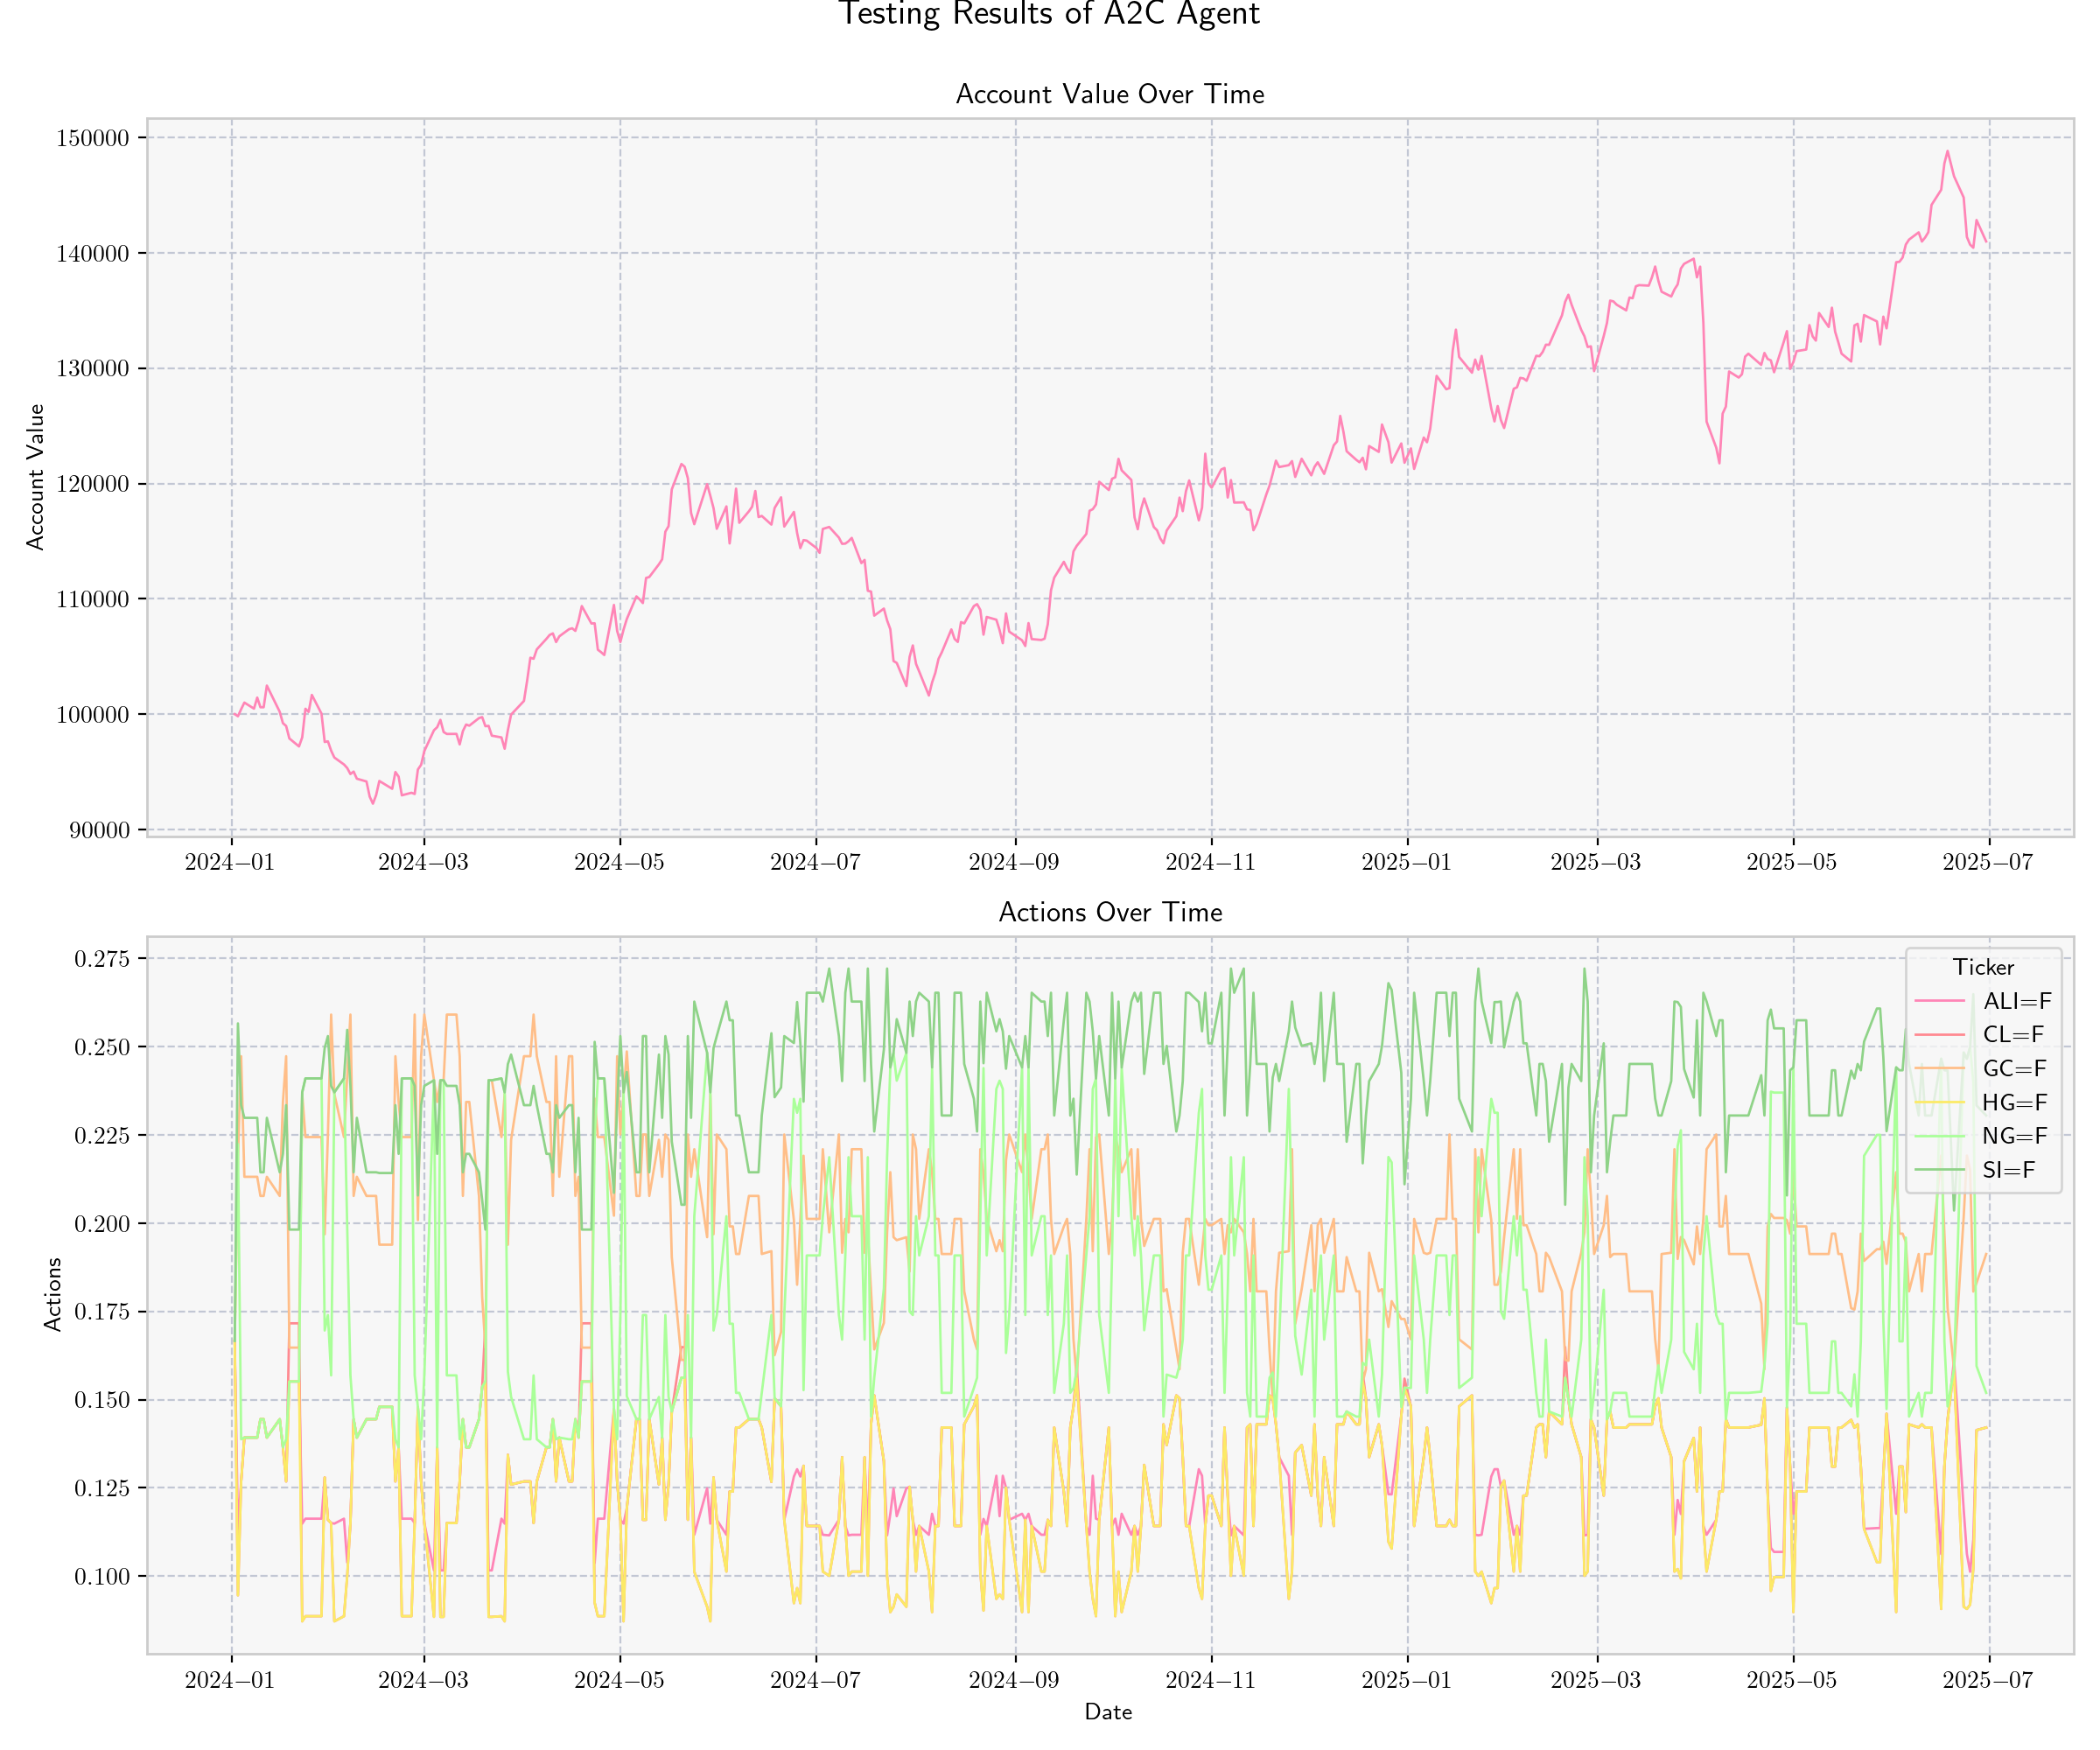 Testing Results of A2C Agent
Account Value Over Time
150000
140000
130000
120000
110000
100000
90000
Account Value
2024−01
2024−03
2024−05
2024−07
2024−09
2024−11
2025−01
2025−03
2025−05
2025−07
Actions Over Time
0.275
0.250
0.225
0.200
0.175
0.150
0.125
0.100
Actions
Ticker
ALI=F
CL=F
GC=F
HG=F
NG=F
SI=F
2024−01
2024−03
2024−05
2024−07
2024−09
2024−11
2025−01
2025−03
2025−05
2025−07
Date